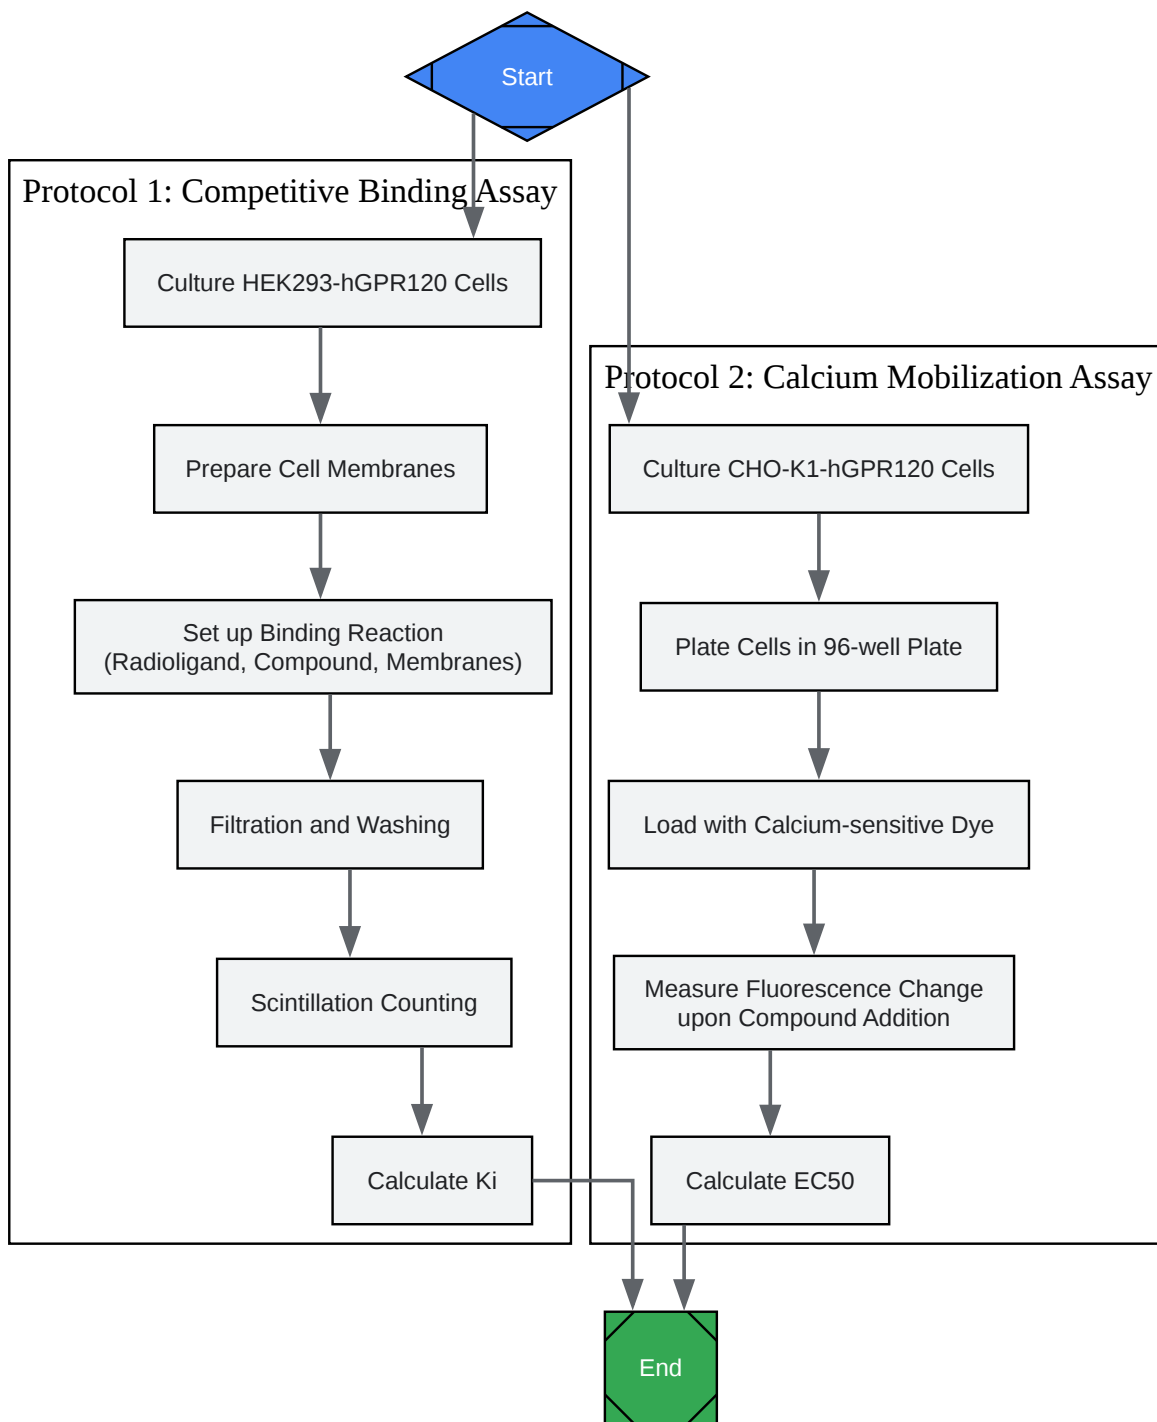 Start
Protocol 1: Competitive Binding Assay
Culture HEK293-hGPR120 Cells
Prepare Cell Membranes
Set up Binding Reaction
(Radioligand, Compound, Membranes)
Filtration and Washing
Scintillation Counting
Calculate Ki
Protocol 2: Calcium Mobilization Assay
Culture CHO-K1-hGPR120 Cells
Plate Cells in 96-well Plate
Load with Calcium-sensitive Dye
Measure Fluorescence Change
upon Compound Addition
Calculate EC50
End